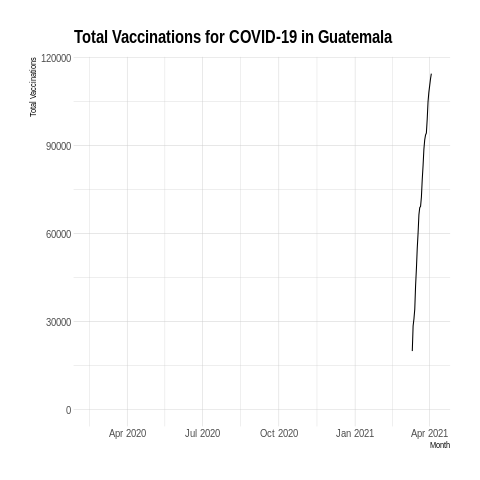 Total Vaccinations for COVID-19 in Guatemala
Total Vaccinations
120000
90000
60000
30000
0
Apr 2020 Jul 2020 Oct 2020 Jan 2021 Apr 2021
Month